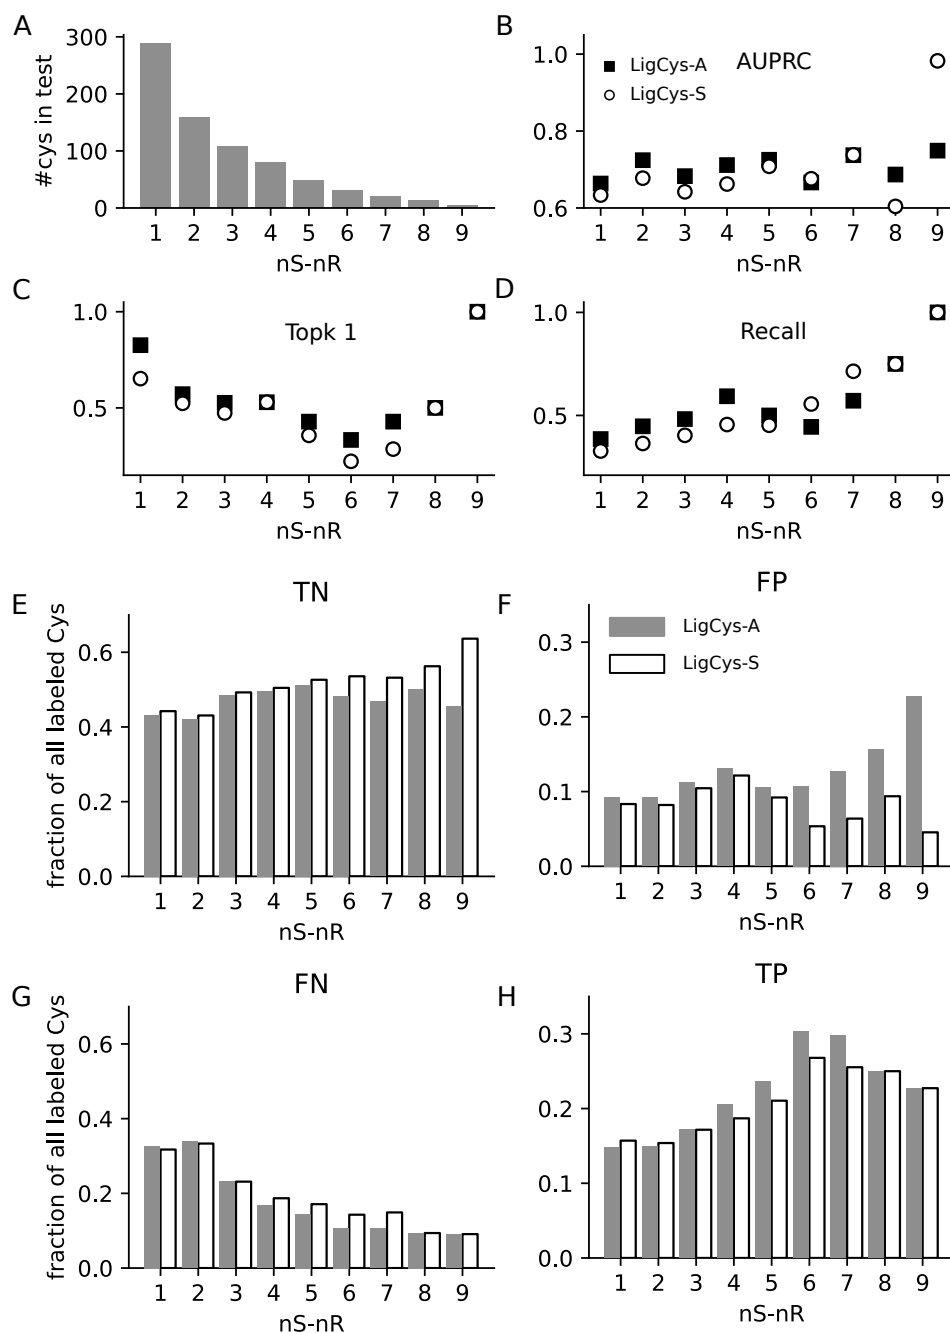 A
#cys in test
300
200
100
0
1 2 3 4 5 6 7 8 9
nS-nR
B
AUPRC
LigCys-A
LigCys-S
1.0
0.8
0.6
1 2 3 4 5 6 7 8 9
nS-nR
C
Topk 1
1.0
0.5
1 2 3 4 5 6 7 8 9
nS-nR
D
Recall
1.0
0.5
1 2 3 4 5 6 7 8 9
nS-nR
E
TN
fraction of all labeled Cys
0.6
0.4
0.2
0.0
1 2 3 4 5 6 7 8 9
nS-nR
F
FP
LigCys-A
LigCys-S
0.3
0.2
0.1
0.0
1 2 3 4 5 6 7 8 9
nS-nR
G
FN
fraction of all labeled Cys
0.6
0.4
0.2
0.0
1 2 3 4 5 6 7 8 9
nS-nR
H
TP
0.3
0.2
0.1
0.0
1 2 3 4 5 6 7 8 9
nS-nR